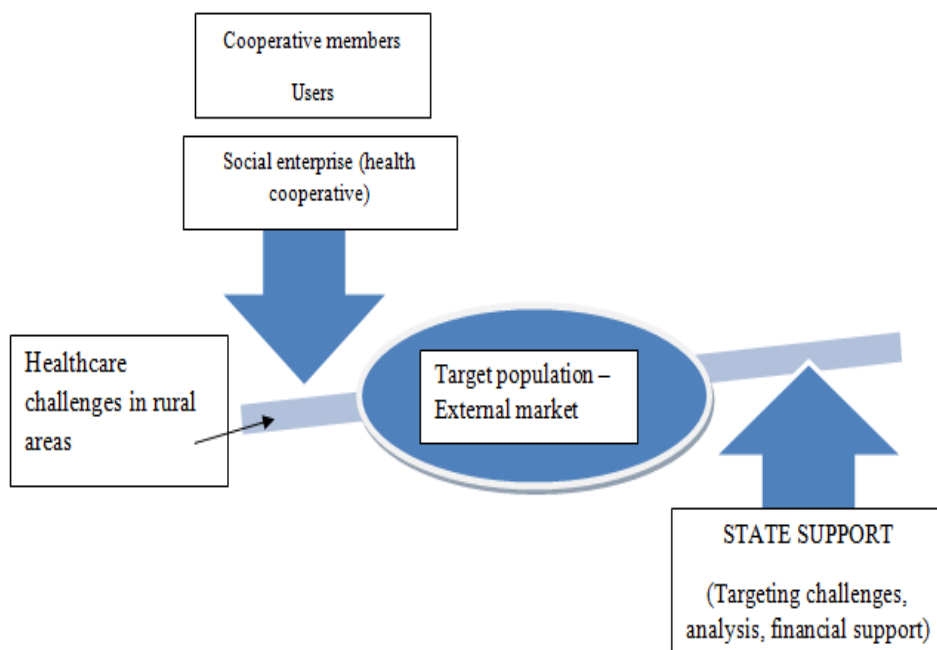 Cooperative members
Users
Social enterprise (health
cooperative)
Healthcare
challenges in rural
areas
Target population –
External market
STATE SUPPORT
(Targeting challenges,
analysis, financial support)